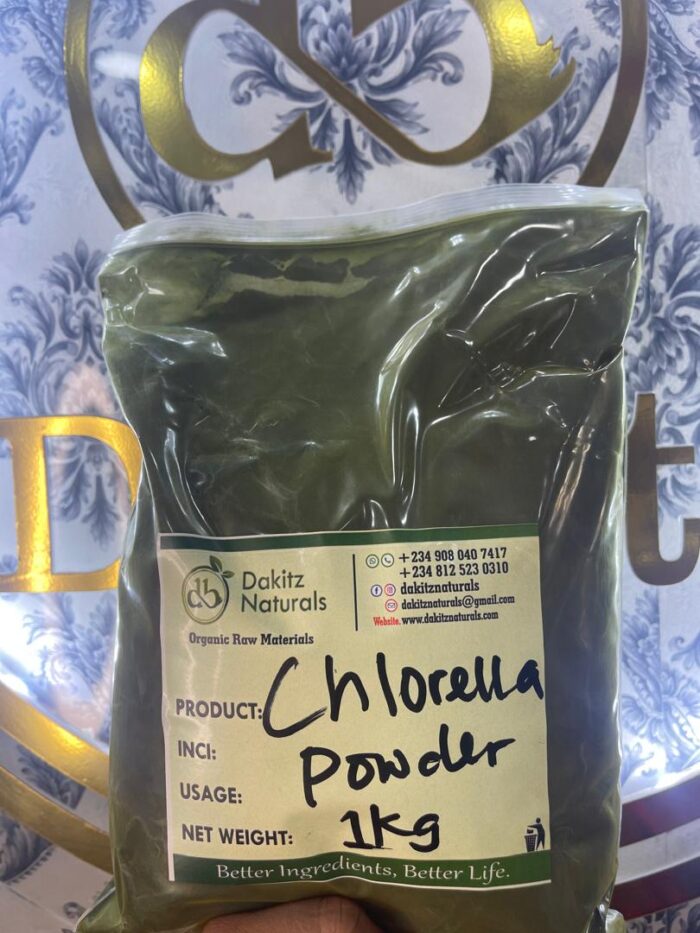 D t
db
Dakitz
Naturals
Organic Raw Materials
+234 908 040 7417
+234 812 523 0310
dakitznaturals
dakitznaturals@gmail.com
Website. www.dakitznaturals.com
PRODUCT: Chlorella
INCI: Powder
USAGE:
NET WEIGHT: 1kg
Better Ingredients, Better Life.